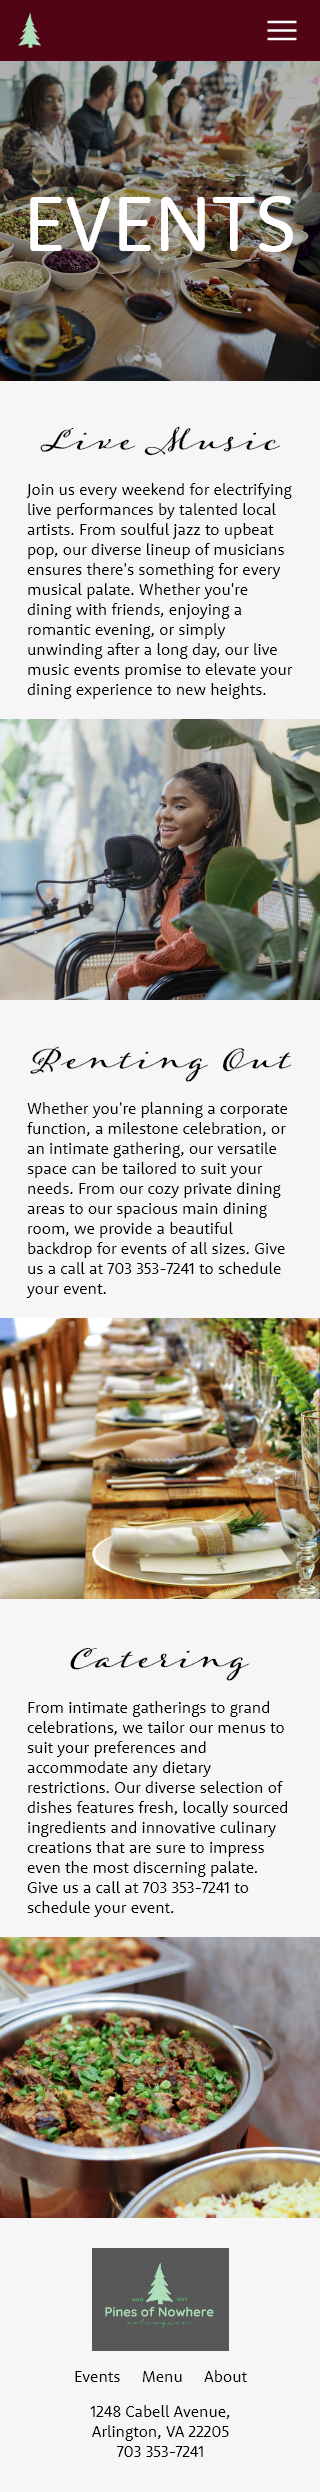 EVENTS
Live Music
Join us every weekend for electrifying
live performances by talented local
artists. From soulful jazz to upbeat
pop, our diverse lineup of musicians
ensures there's something for every
musical palate. Whether you're
dining with friends, enjoying a
romantic evening, or simply
unwinding after a long day, our live
music events promise to elevate your
dining experience to new heights.
Renting Out
Whether you're planning a corporate
function, a milestone celebration, or
an intimate gathering, our versatile
space can be tailored to suit your
needs. From our cozy private dining
areas to our spacious main dining
room, we provide a beautiful
backdrop for events of all sizes. Give
us a call at 703 353-7241 to schedule
your event.
Catering
From intimate gatherings to grand
celebrations, we tailor our menus to
suit your preferences and
accommodate any dietary
restrictions. Our diverse selection of
dishes features fresh, locally sourced
ingredients and innovative culinary
creations that are sure to impress
even the most discerning palate.
Give us a call at 703 353-7241 to
schedule your event.
Pines of Nowhere
arlington
Events Menu About
1248 Cabell Avenue,
Arlington, VA 22205
703 353-7241